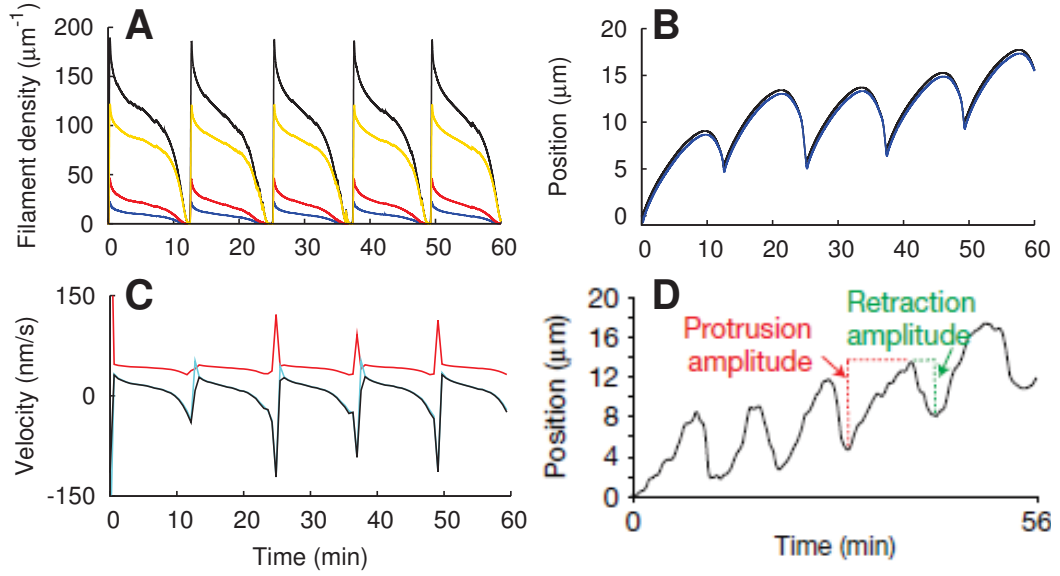 A
Filament density (μm⁻¹)
200
150
100
50
0
0 10 20 30 40 50 60
B
Position (μm)
20
15
10
5
0
0 10 20 30 40 50 60
C
Velocity (nm/s)
150
0
-150
0 10 20 30 40 50 60
Time (min)
D
Position (μm)
20
16
12
8
4
0
Protrusion
amplitude
Retraction
amplitude
0 56
Time (min)